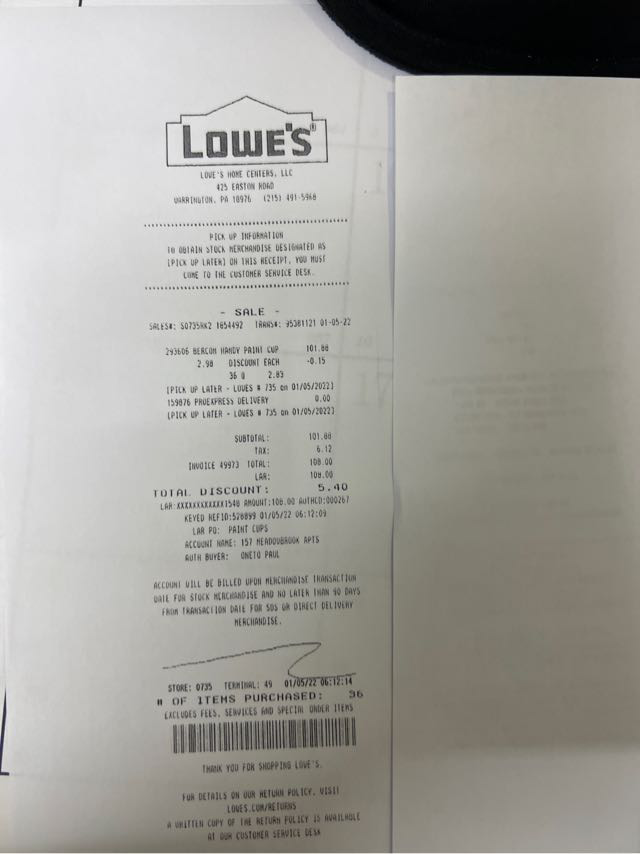 LOWE'S®
LOWE'S HOME CENTERS, LLC
425 EASTON ROAD
WARRINGTON, PA 18976 (215) 491-5968
PICK UP INFORMATION
TO OBTAIN STOCK MERCHANDISE DESIGNATED AS
[PICK UP LATER] ON THIS RECEIPT, YOU MUST
COME TO THE CUSTOMER SERVICE DESK.
- SALE -
SALES#: S0735RK2 1654492 TRANS#: 95381121 01-05-22
293606 BERCOM HANDY PAINT CUP 101.88
2.98 DISCOUNT EACH -0.15
36 @ 2.83
[PICK UP LATER - LOWES # 735 on 01/05/2022]
159876 PROEXPRESS DELIVERY 0.00
[PICK UP LATER - LOWES # 735 on 01/05/2022]
SUBTOTAL: 101.88
TAX: 6.12
INVOICE 49973 TOTAL: 108.00
LAR: 108.00
TOTAL DISCOUNT: 5.40
LAR:XXXXXXXXXXXX1548 AMOUNT:108.00 AUTHCD:000267
KEYED REFID:528899 01/05/22 06:12:09
LAR PO: PAINT CUPS
ACCOUNT NAME: 157 MEADOWBROOK APTS
AUTH BUYER: ONETO PAUL
ACCOUNT WILL BE BILLED UPON MERCHANDISE TRANSACTION
DATE FOR STOCK MERCHANDISE AND NO LATER THAN 90 DAYS
FROM TRANSACTION DATE FOR SOS OR DIRECT DELIVERY
MERCHANDISE.
STORE: 0735 TERMINAL: 49 01/05/22 06:12:14
# OF ITEMS PURCHASED: 36
EXCLUDES FEES, SERVICES AND SPECIAL ORDER ITEMS
THANK YOU FOR SHOPPING LOWE'S.
FOR DETAILS ON OUR RETURN POLICY, VISIT
LOWES.COM/RETURNS
A WRITTEN COPY OF THE RETURN POLICY IS AVAILABLE
AT OUR CUSTOMER SERVICE DESK